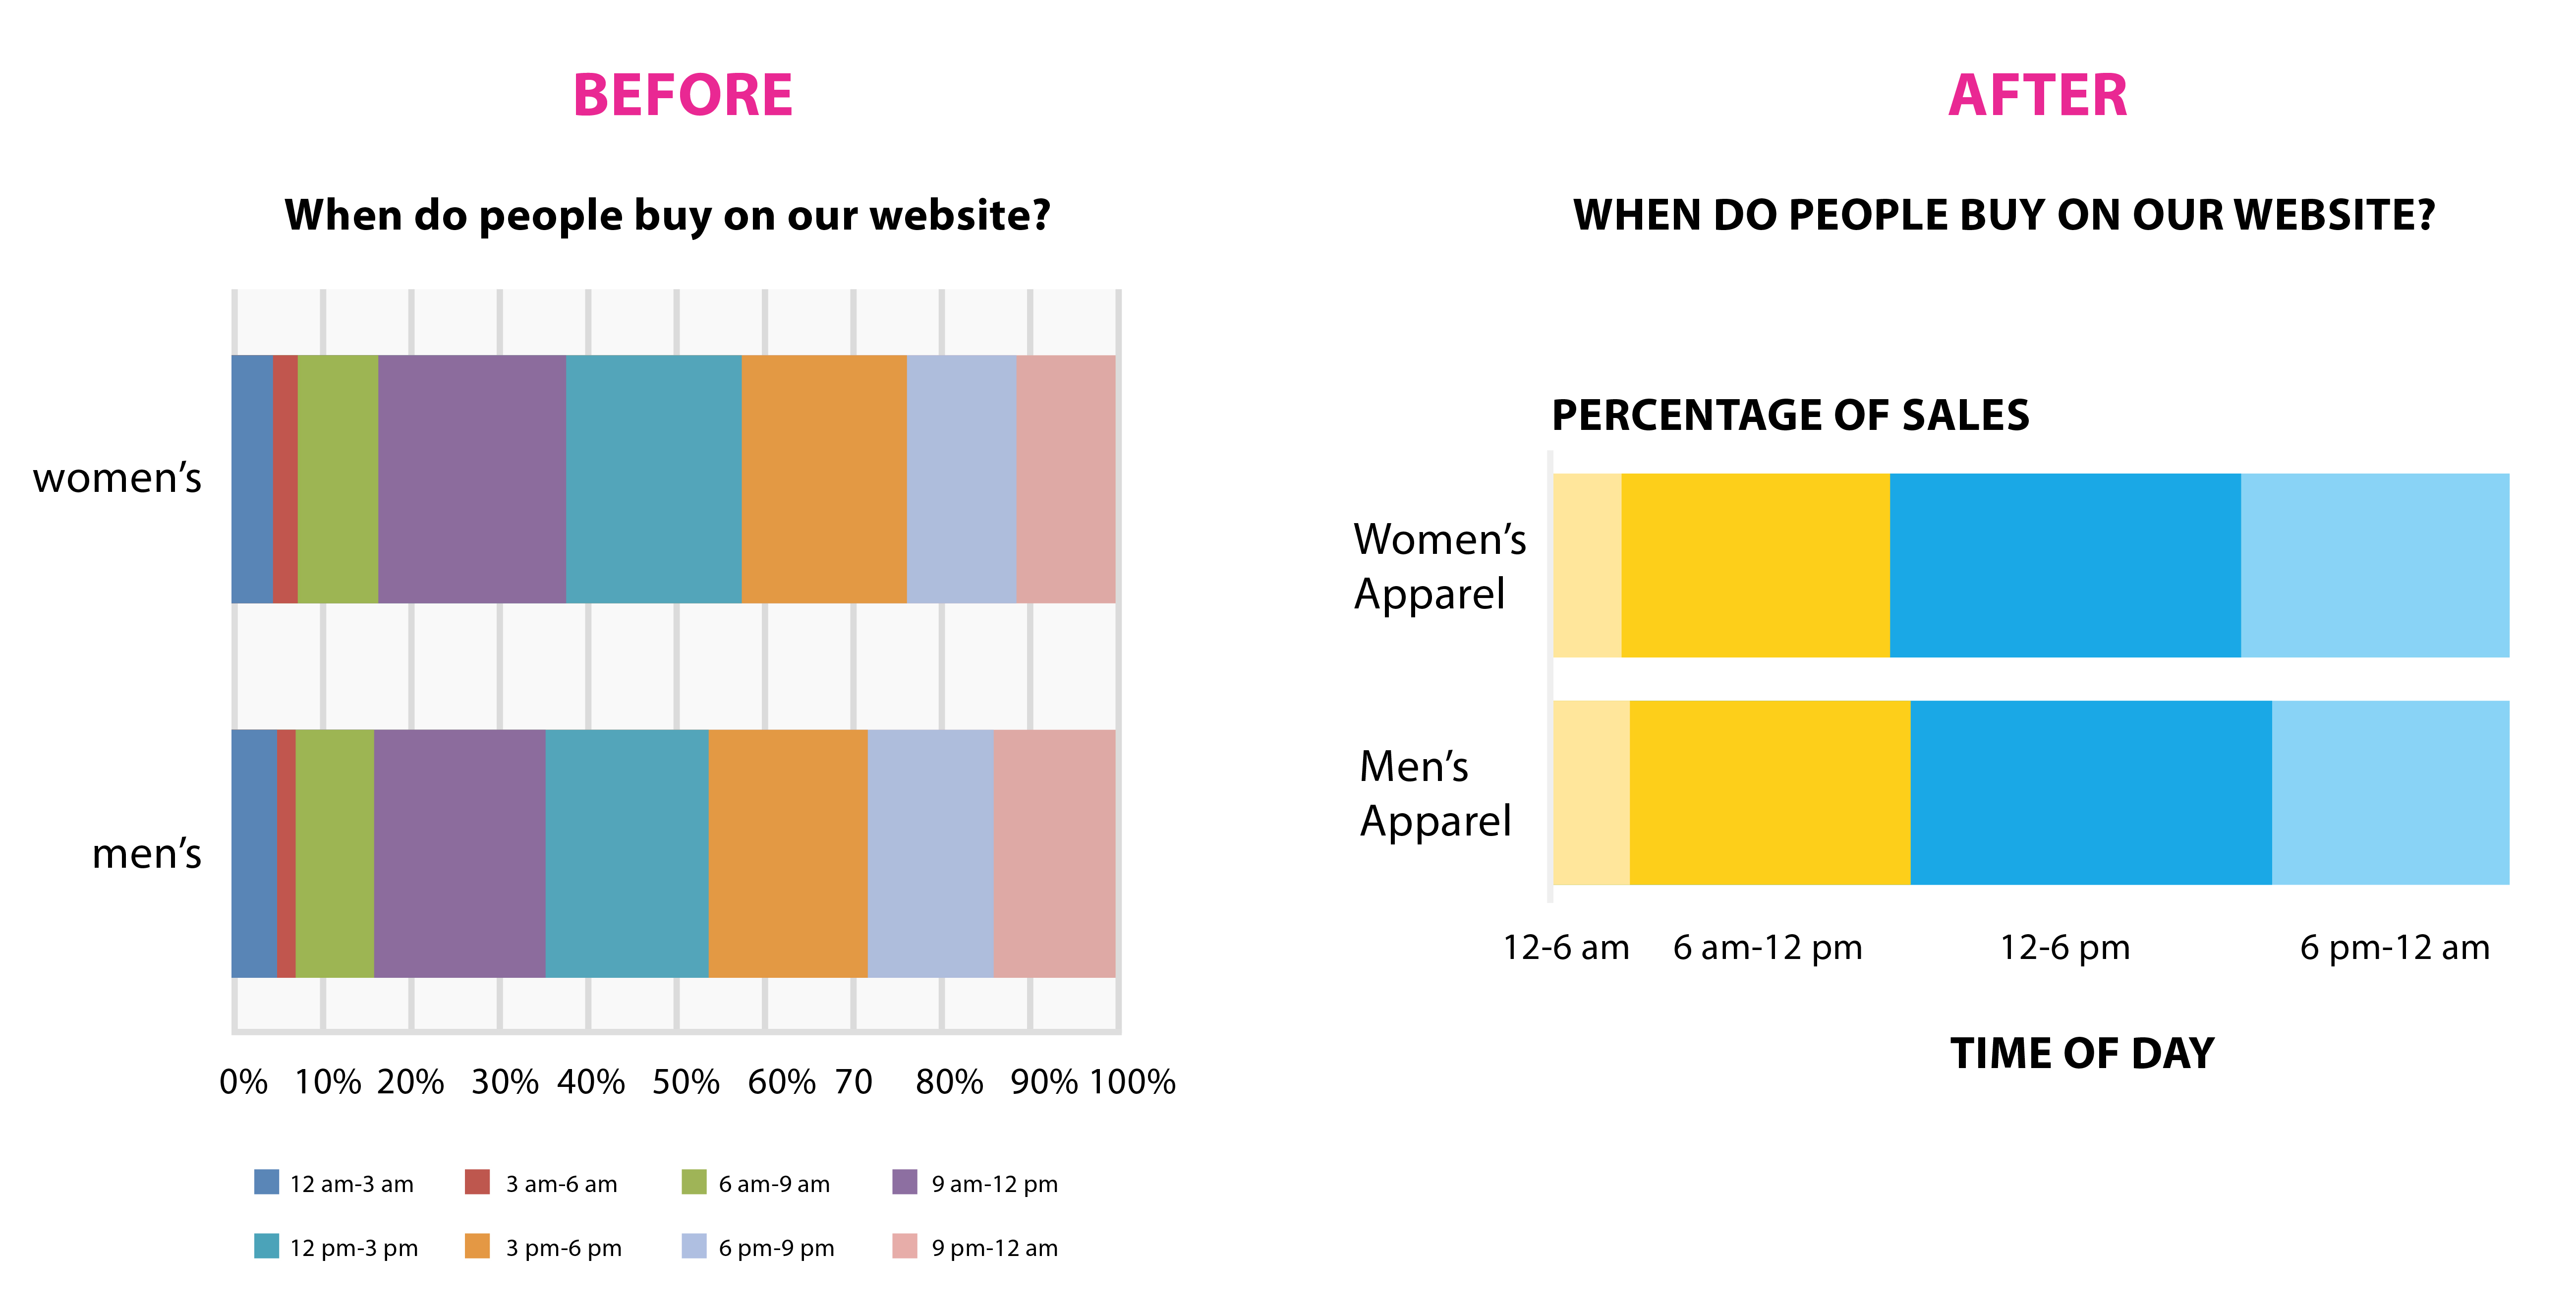 BEFORE
When do people buy on our website?
women’s
men’s
0% 10% 20% 30% 40% 50% 60% 70 80% 90% 100%
12 am-3 am 3 am-6 am 6 am-9 am 9 am-12 pm
12 pm-3 pm 3 pm-6 pm 6 pm-9 pm 9 pm-12 am
AFTER
WHEN DO PEOPLE BUY ON OUR WEBSITE?
PERCENTAGE OF SALES
Women’s
Apparel
Men’s
Apparel
12-6 am 6 am-12 pm 12-6 pm 6 pm-12 am
TIME OF DAY